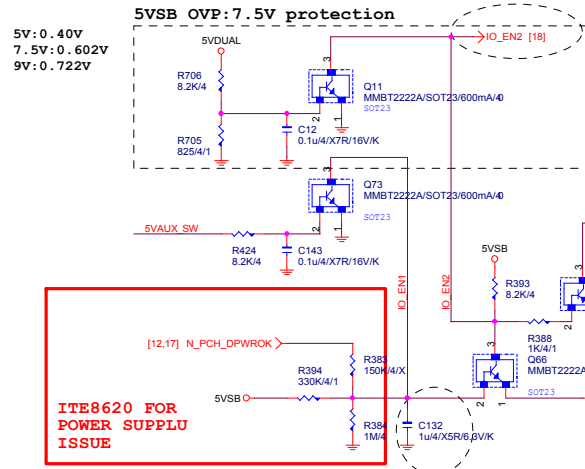 5VSB OVP:7.5V protection
5V:0.40V
7.5V:0.602V
9V:0.722V
5VDUAL
IO_EN2 [18]
R706
8.2K/4
3
Q11
MMBT2222A/SOT23/600mA/40
SOT23
2
1
R705
825/4/1
C12
0.1u/4/X7R/16V/K
3
Q73
MMBT2222A/SOT23/600mA/40
SOT23
2
1
5VAUX_SW
R424
8.2K/4
C143
0.1u/4/X7R/16V/K
IO_EN1
IO_EN2
5VSB
R393
8.2K/4
3
2
R388
1K/4/1
[12,17] N_PCH_DPWROK
R383
150K/4/X
3
Q66
MMBT2222A
SOT23
2
1
R394
330K/4/1
5VSB
ITE8620 FOR
POWER SUPPLU
ISSUE
R384
1M/4
C132
1u/4/X5R/6.3V/K